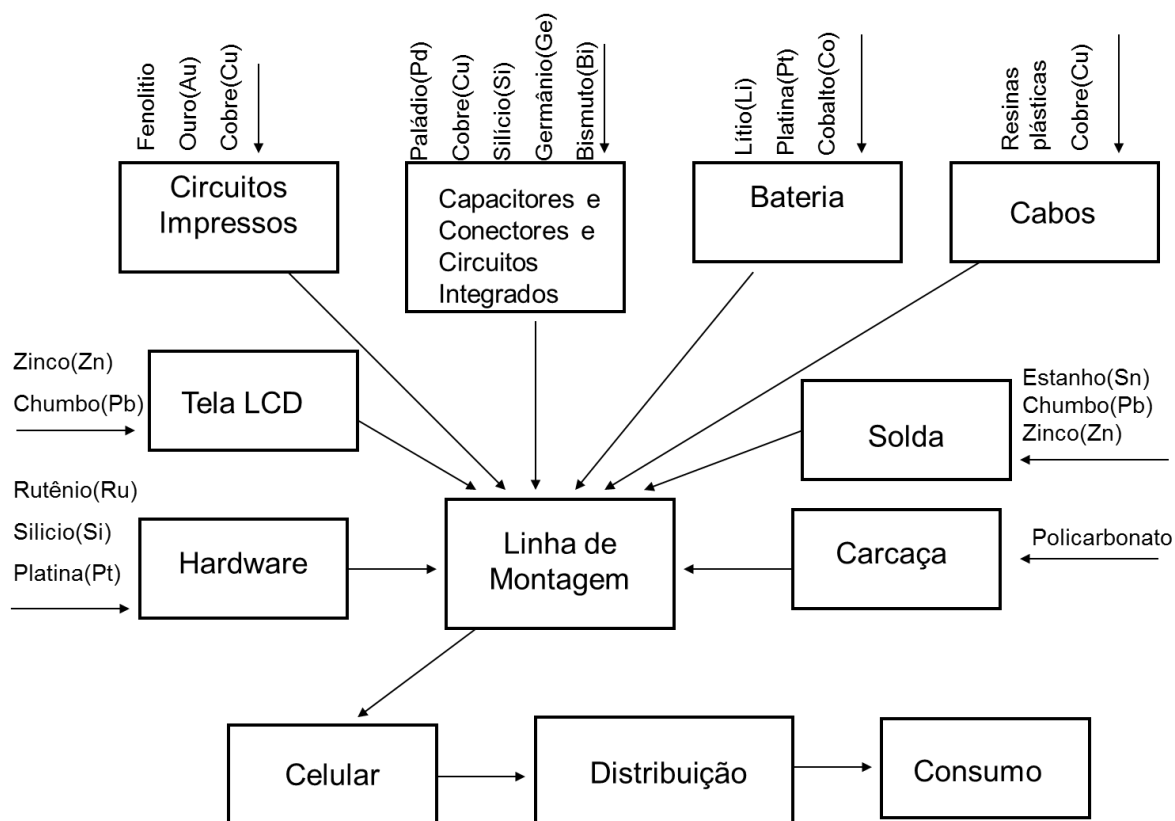 Fenolitio
Ouro(Au)
Cobre(Cu)
Paládio(Pd)
Cobre(Cu)
Silício(Si)
Germânio(Ge)
Bismuto(Bi)
Lítio(Li)
Platina(Pt)
Cobalto(Co)
Resinas
plásticas
Cobre(Cu)
Circuitos
Impressos
Capacitores e
Conectores e
Circuitos
Integrados
Bateria
Cabos
Zinco(Zn)
Chumbo(Pb)
Tela LCD
Solda
Estanho(Sn)
Chumbo(Pb)
Zinco(Zn)
Rutênio(Ru)
Silicio(Si)
Platina(Pt)
Hardware
Linha de
Montagem
Carcaça
Policarbonato
Celular
Distribuição
Consumo